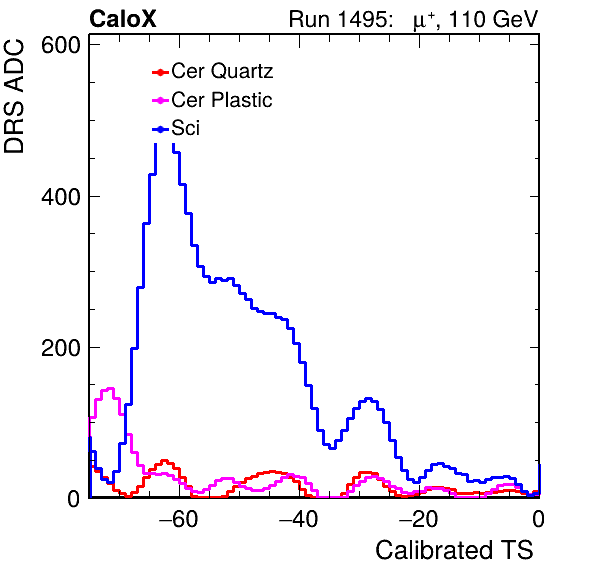 CaloX Run 1495: μ⁺, 110 GeV
DRS ADC
600
400
200
0
Cer Quartz
Cer Plastic
Sci
−60 −40 −20 0
Calibrated TS